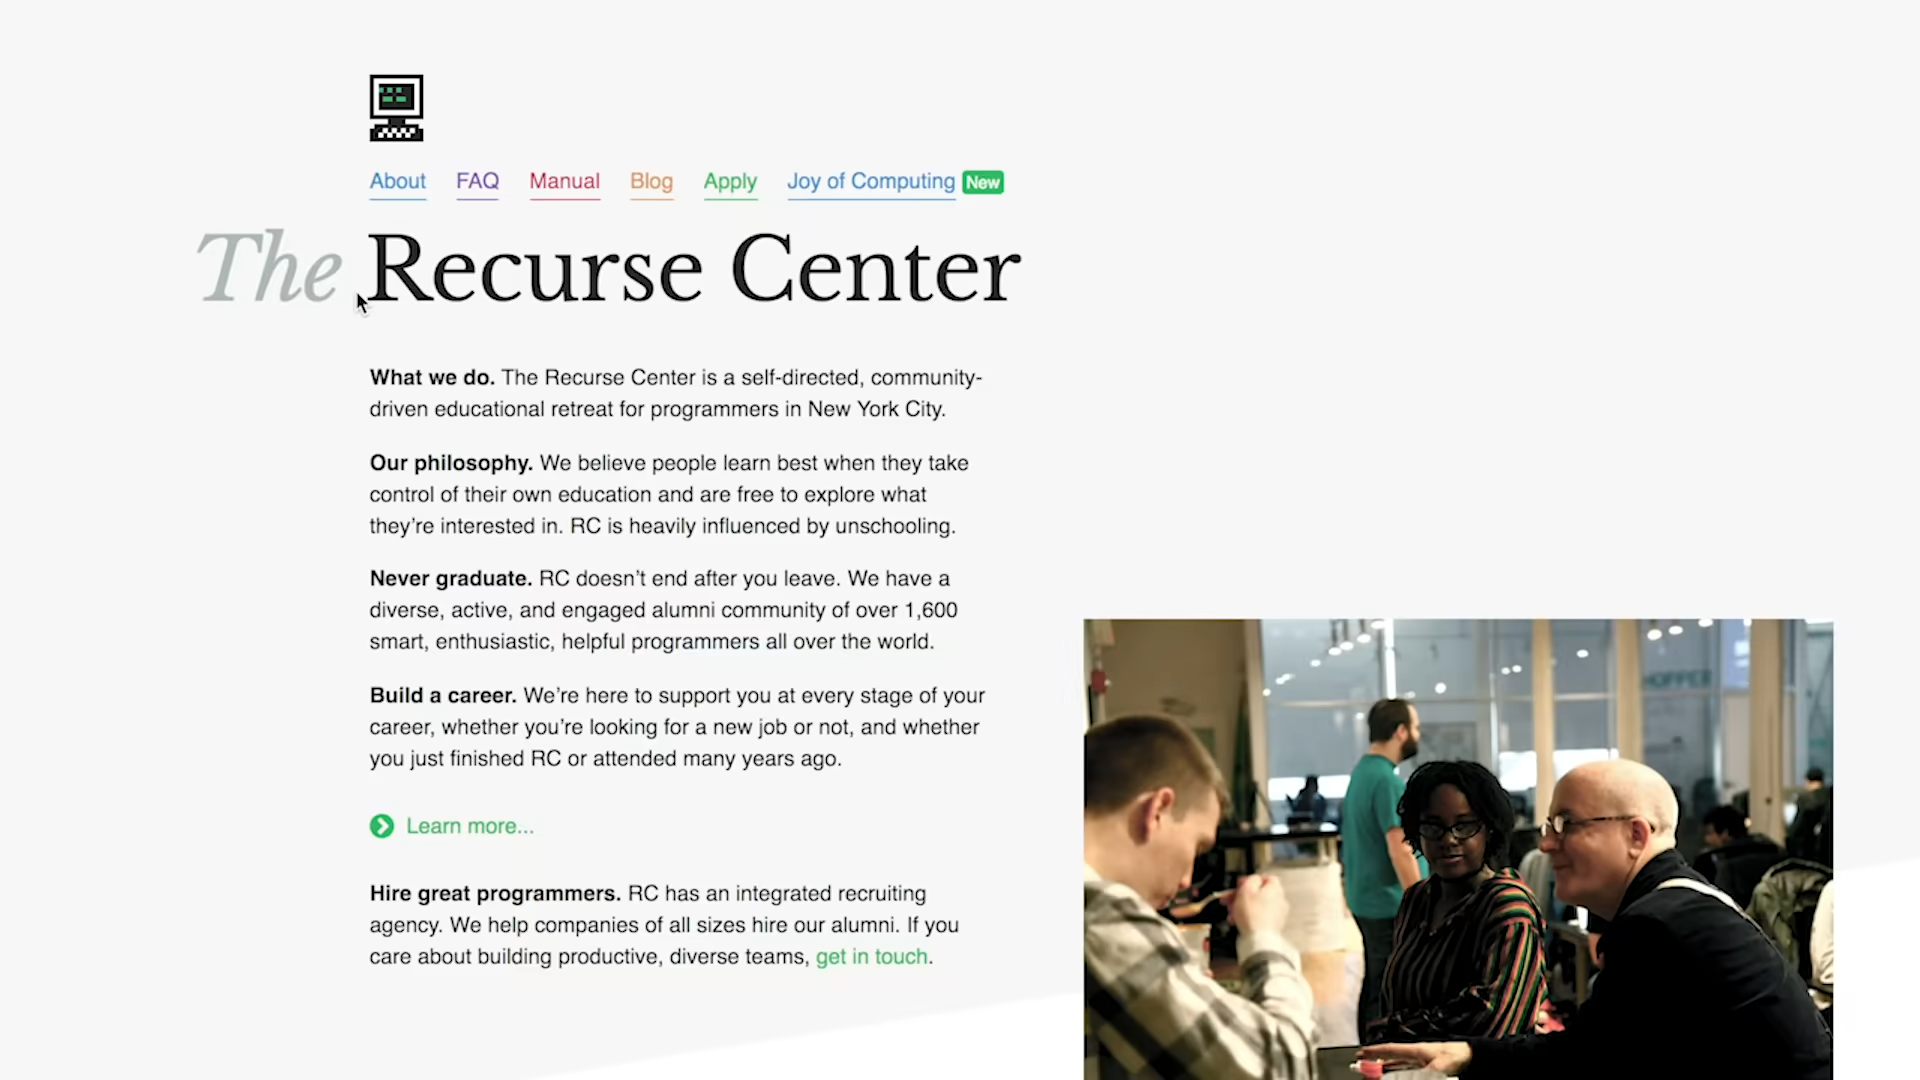 About FAQ Manual Blog Apply Joy of Computing New
The Recurse Center
What we do. The Recurse Center is a self-directed, community-
driven educational retreat for programmers in New York City.
Our philosophy. We believe people learn best when they take
control of their own education and are free to explore what
they’re interested in. RC is heavily influenced by unschooling.
Never graduate. RC doesn’t end after you leave. We have a
diverse, active, and engaged alumni community of over 1,600
smart, enthusiastic, helpful programmers all over the world.
Build a career. We’re here to support you at every stage of your
career, whether you’re looking for a new job or not, and whether
you just finished RC or attended many years ago.
Learn more...
Hire great programmers. RC has an integrated recruiting
agency. We help companies of all sizes hire our alumni. If you
care about building productive, diverse teams, get in touch.